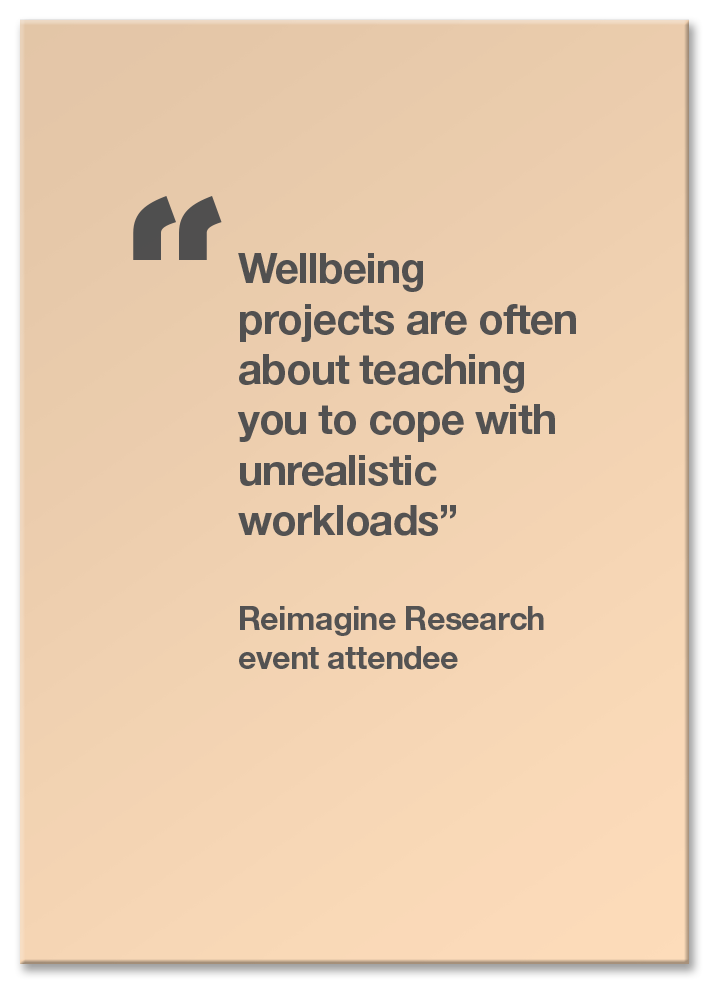 “Wellbeing
projects are often
about teaching
you to cope with
unrealistic
workloads”
Reimagine Research
event attendee